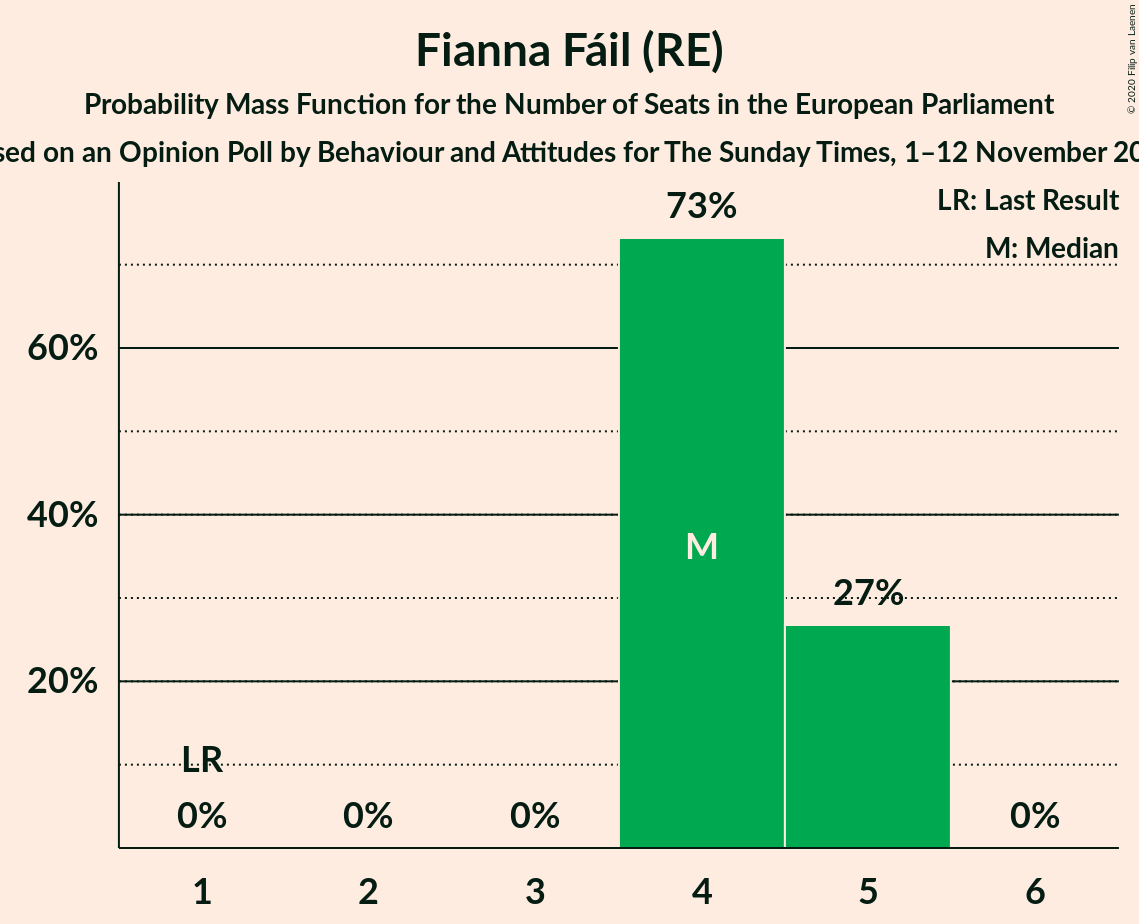 Fianna Fáil (RE)
Probability Mass Function for the Number of Seats in the European Parliament
on an Opinion Poll by Behaviour and Attitudes for The Sunday Times, 1–12 November
© 2020 Filip van Laenen
LR: Last Result
M: Median
73%
60%
40%
M
27%
20%
LR
0% 0% 0% 0%
1 2 3 4 5 6